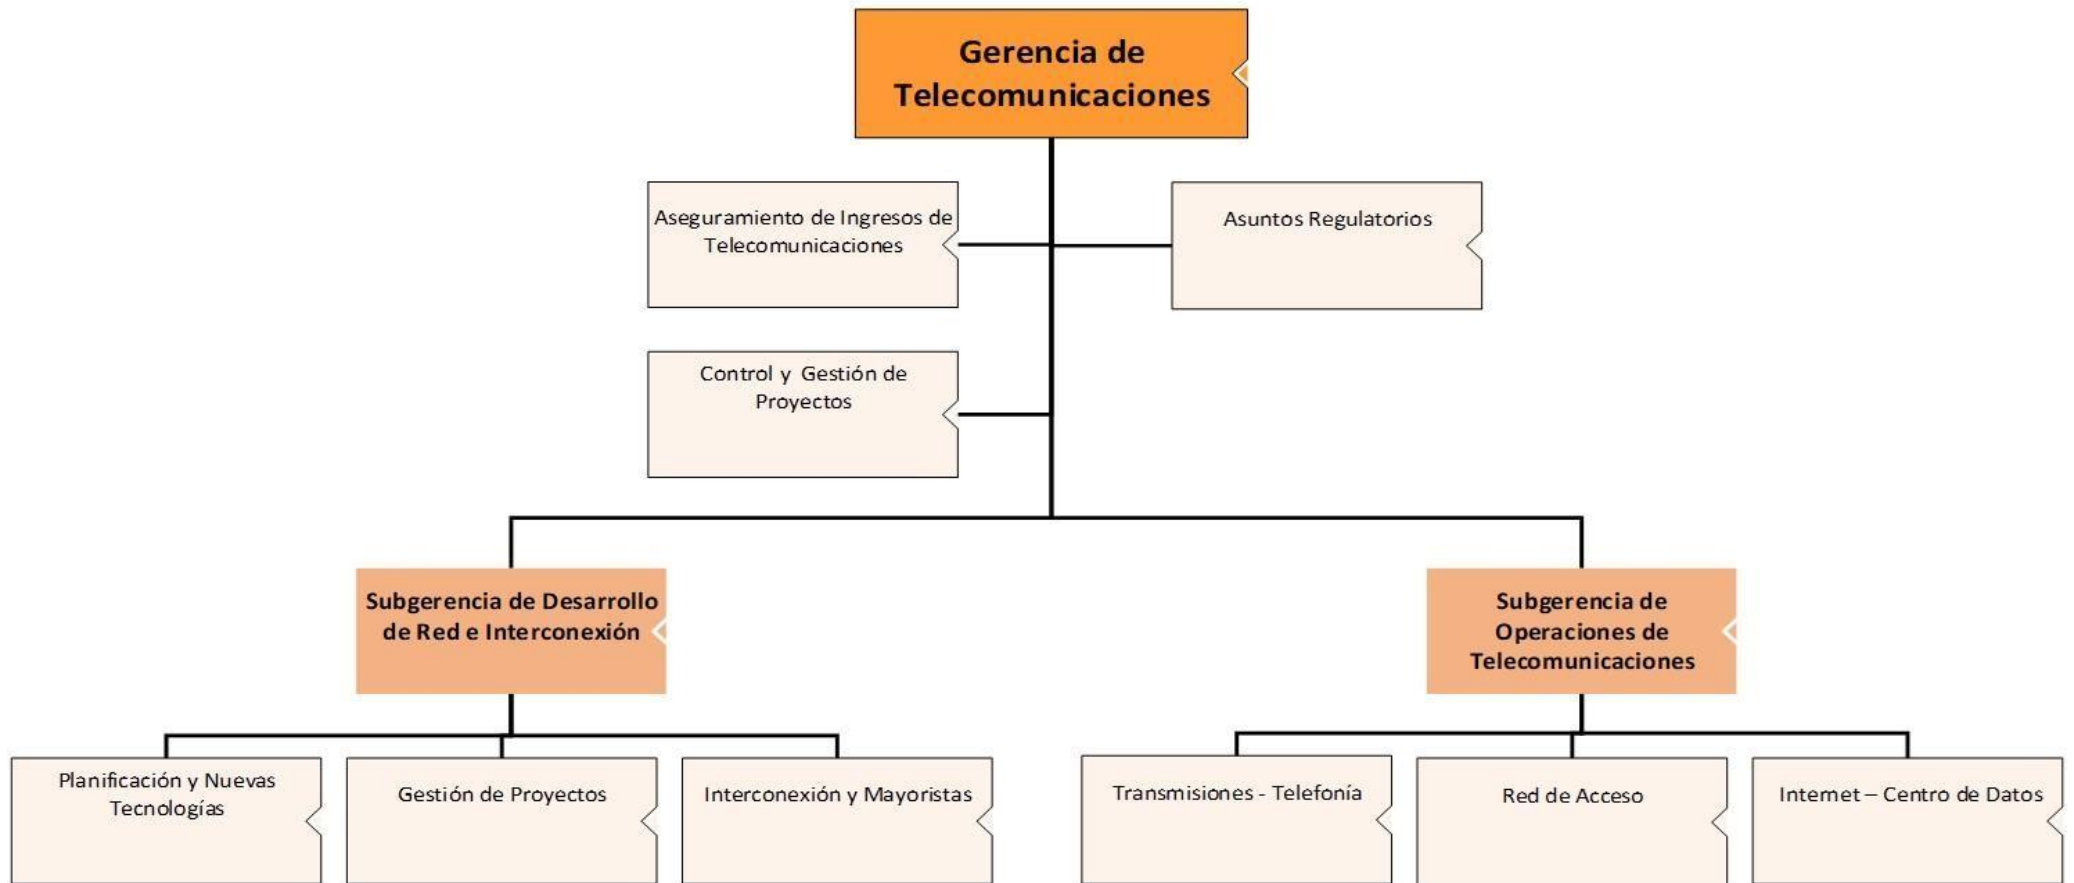 Gerencia de
Telecomunicaciones
Aseguramiento de Ingresos de
Telecomunicaciones
Asuntos Regulatorios
Control y Gestión de
Proyectos
Subgerencia de Desarrollo
de Red e Interconexión
Subgerencia de
Operaciones de
Telecomunicaciones
Planificación y Nuevas
Tecnologías
Gestión de Proyectos
Interconexión y Mayoristas
Transmisiones - Telefonía
Red de Acceso
Internet – Centro de Datos